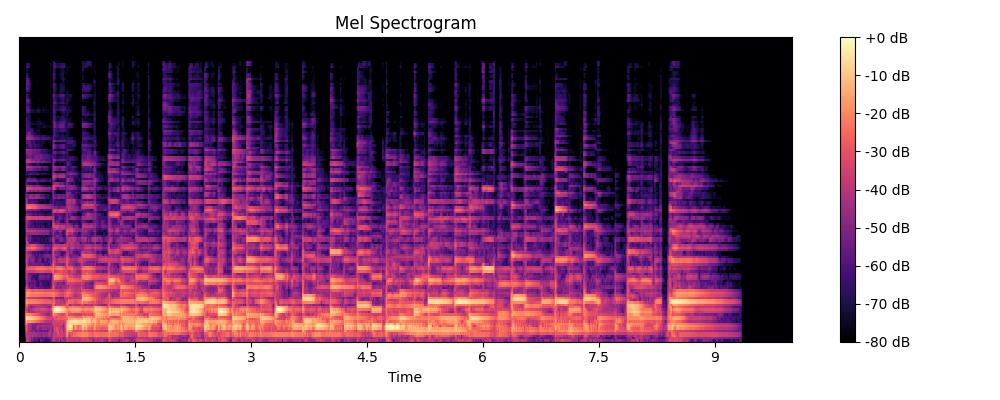 Mel Spectrogram
+0 dB
-10 dB
-20 dB
-30 dB
-40 dB
-50 dB
-60 dB
-70 dB
-80 dB
0
1.5
3
4.5
6
7.5
9
Time